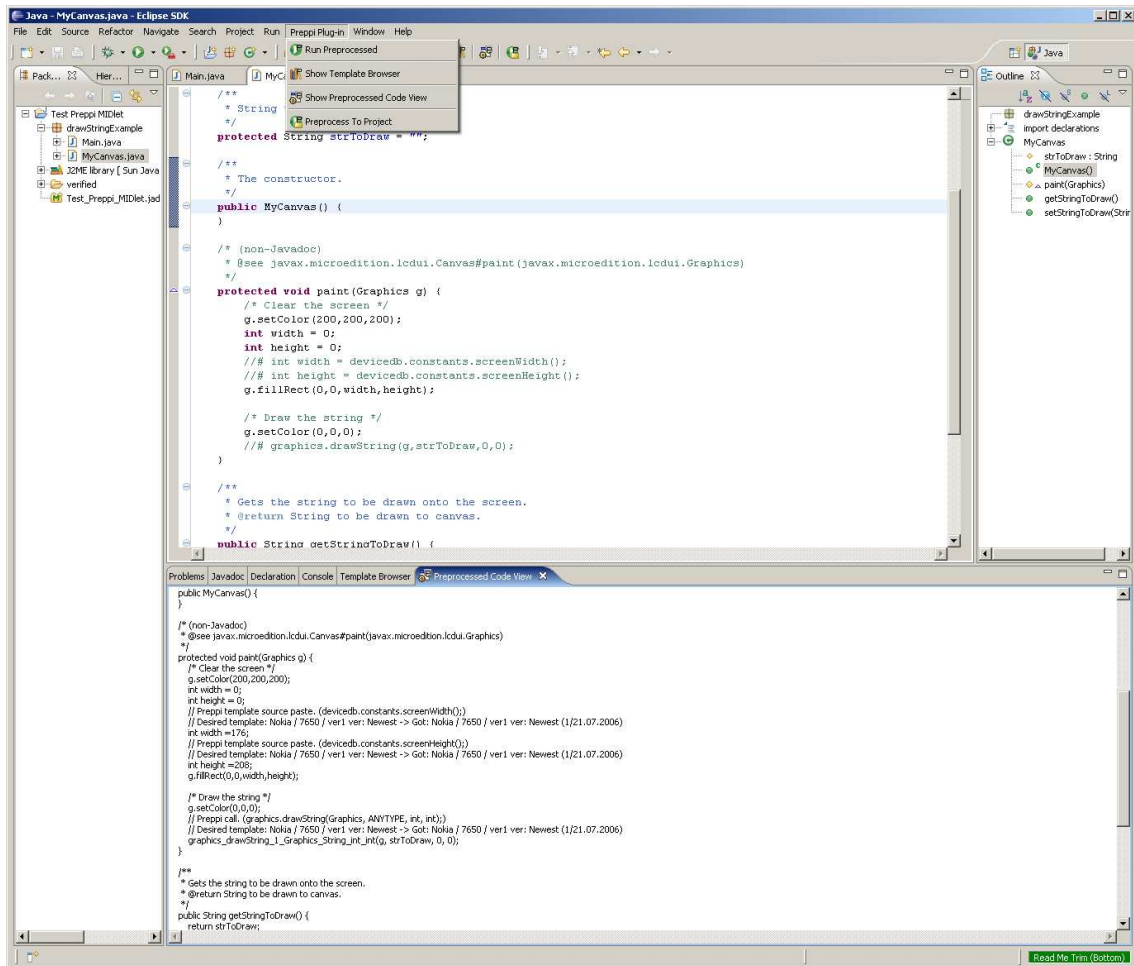 Java - MyCanvas.java - Eclipse SDK
File Edit Source Refactor Navigate Search Project Run Preppi Plug-in Window Help
Run Preprocessed
Show Template Browser
Show Preprocessed Code View
Preprocess To Project
Java
Pack... Hier...
Test Preppi MIDlet
drawStringExample
Main.java
MyCanvas.java
J2ME library [ Sun Java
verified
Test_Preppi_MIDlet.jad
Main.java
/**
* String
*/
protected String strToDraw = "";
/**
* The constructor.
*/
public MyCanvas() {
}
/* (non-Javadoc)
* @see javax.microedition.lcdui.Canvas#paint(javax.microedition.lcdui.Graphics)
*/
protected void paint(Graphics g) {
/* Clear the screen */
g.setColor(200,200,200);
int width = 0;
int height = 0;
//# int width = devicedb.constants.screenWidth();
//# int height = devicedb.constants.screenHeight();
g.fillRect(0,0,width,height);
/* Draw the string */
g.setColor(0,0,0);
//# graphics.drawString(g,strToDraw,0,0);
}
/**
* Gets the string to be drawn onto the screen.
* @return String to be drawn to canvas.
*/
public String getStringToDraw() {
Outline
drawStringExample
import declarations
MyCanvas
strToDraw : String
MyCanvas()
paint(Graphics)
getStringToDraw()
setStringToDraw(Strir
Problems Javadoc Declaration Console Template Browser Preprocessed Code View
public MyCanvas() {
}
/* (non-Javadoc)
* @see javax.microedition.lcdui.Canvas#paint(javax.microedition.lcdui.Graphics)
*/
protected void paint(Graphics g) {
/* Clear the screen */
g.setColor(200,200,200);
int width = 0;
int height = 0;
// Preppi template source paste. (devicedb.constants.screenWidth();)
// Desired template: Nokia / 7650 / ver1 ver: Newest -> Got: Nokia / 7650 / ver1 ver: Newest (1/21.07.2006)
int width =176;
// Preppi template source paste. (devicedb.constants.screenHeight();)
// Desired template: Nokia / 7650 / ver1 ver: Newest -> Got: Nokia / 7650 / ver1 ver: Newest (1/21.07.2006)
int height =208;
g.fillRect(0,0,width,height);
/* Draw the string */
g.setColor(0,0,0);
// Preppi call. (graphics.drawString(Graphics, ANYTYPE, int, int);)
// Desired template: Nokia / 7650 / ver1 ver: Newest -> Got: Nokia / 7650 / ver1 ver: Newest (1/21.07.2006)
graphics_drawString_1_Graphics_String_int_int(g, strToDraw, 0, 0);
}
/**
* Gets the string to be drawn onto the screen.
* @return String to be drawn to canvas.
*/
public String getStringToDraw() {
return strToDraw;
Read Me Trim (Bottom)